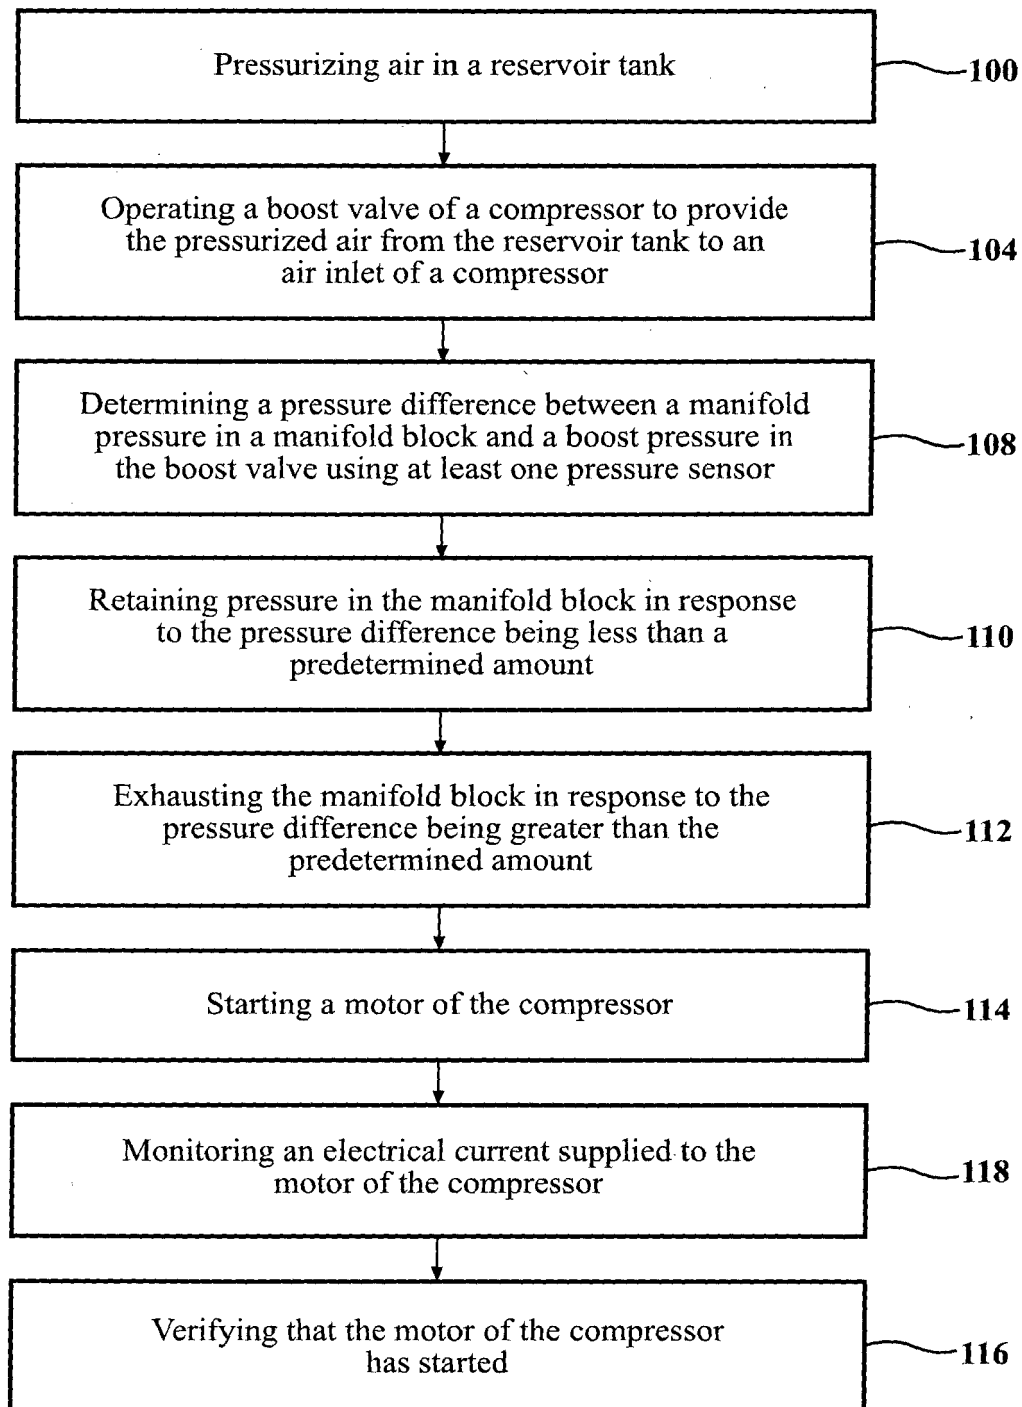 Pressurizing air in a reservoir tank
100
Operating a boost valve of a compressor to provide
the pressurized air from the reservoir tank to an
air inlet of a compressor
104
Determining a pressure difference between a manifold
pressure in a manifold block and a boost pressure in
the boost valve using at least one pressure sensor
108
Retaining pressure in the manifold block in response
to the pressure difference being less than a
predetermined amount
110
Exhausting the manifold block in response to the
pressure difference being greater than the
predetermined amount
112
Starting a motor of the compressor
114
Monitoring an electrical current supplied to the
motor of the compressor
118
Verifying that the motor of the compressor
has started
116